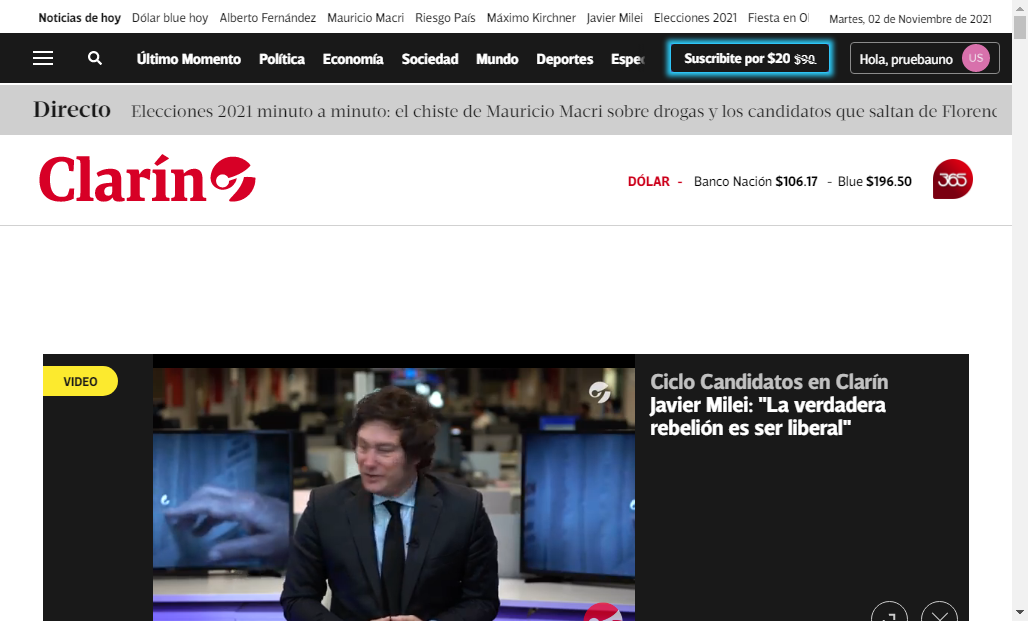 Noticias de hoy Dólar blue hoy Alberto Fernández Mauricio Macri Riesgo País Máximo Kirchner Javier Milei Elecciones 2021 Fiesta en Ol Martes, 02 de Noviembre de 2021
Último Momento Política Economía Sociedad Mundo Deportes Espe Suscribite por $20 $90 Hola, pruebauno US
Directo Elecciones 2021 minuto a minuto: el chiste de Mauricio Macri sobre drogas y los candidatos que saltan de Florenc
Clarín
DÓLAR - Banco Nación $106.17 - Blue $196.50 365
VIDEO
Ciclo Candidatos en Clarín
Javier Milei: "La verdadera
rebelión es ser liberal"